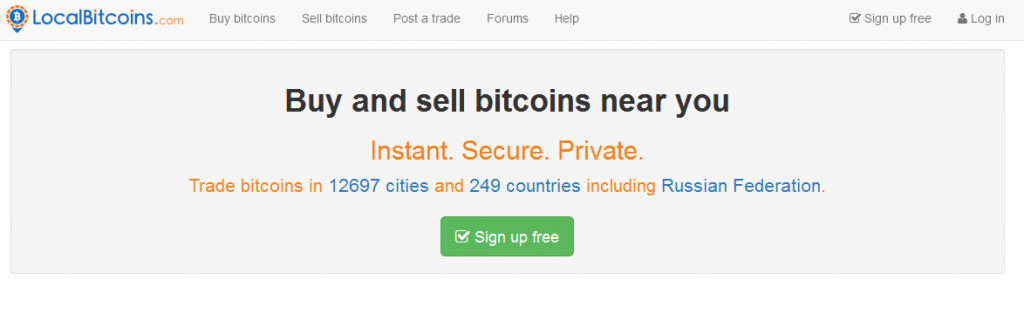 LocalBitcoins.com Buy bitcoins Sell bitcoins Post a trade Forums Help Sign up free Log in
Buy and sell bitcoins near you
Instant. Secure. Private.
Trade bitcoins in 12697 cities and 249 countries including Russian Federation.
Sign up free